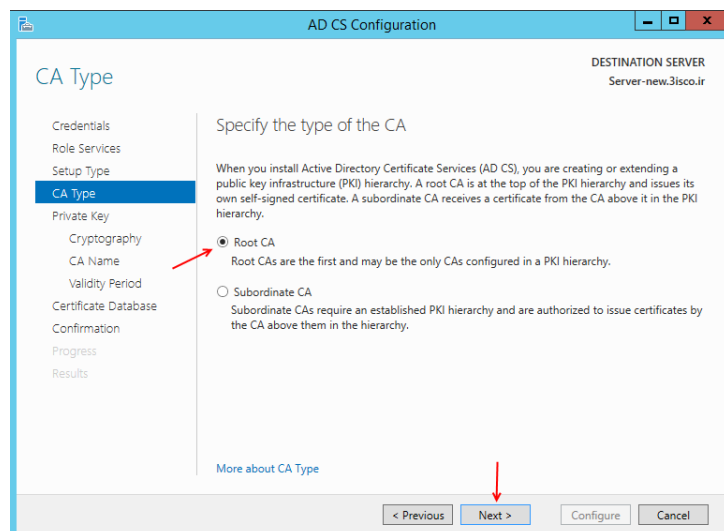 AD CS Configuration
CA Type
DESTINATION SERVER
Server-new.3isco.ir
Credentials
Role Services
Setup Type
CA Type
Private Key
Cryptography
CA Name
Validity Period
Certificate Database
Confirmation
Progress
Results
Specify the type of the CA
When you install Active Directory Certificate Services (AD CS), you are creating or extending a
public key infrastructure (PKI) hierarchy. A root CA is at the top of the PKI hierarchy and issues its
own self-signed certificate. A subordinate CA receives a certificate from the CA above it in the PKI
hierarchy.
Root CA
Root CAs are the first and may be the only CAs configured in a PKI hierarchy.
Subordinate CA
Subordinate CAs require an established PKI hierarchy and are authorized to issue certificates by
the CA above them in the hierarchy.
More about CA Type
< Previous
Next >
Configure
Cancel